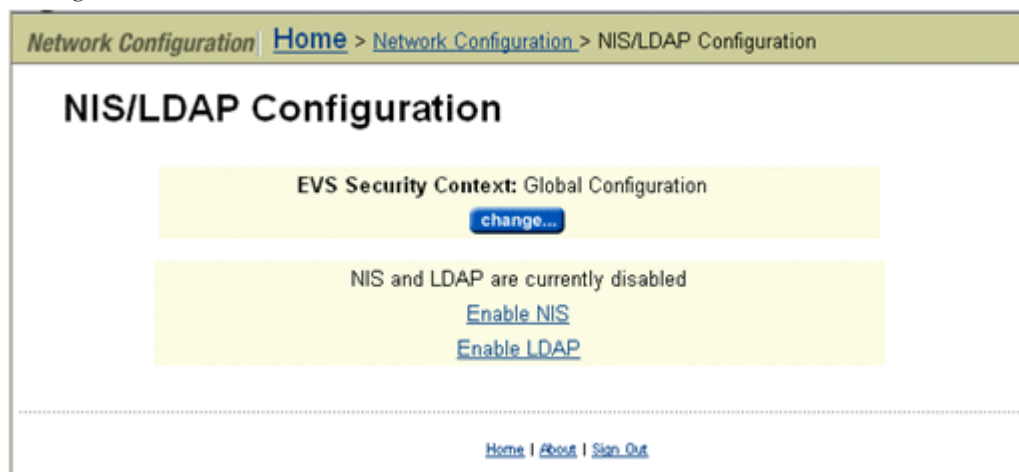 Network Configuration Home > Network Configuration > NIS/LDAP Configuration
NIS/LDAP Configuration
EVS Security Context: Global Configuration
change...
NIS and LDAP are currently disabled
Enable NIS
Enable LDAP
Home | About | Sign Out